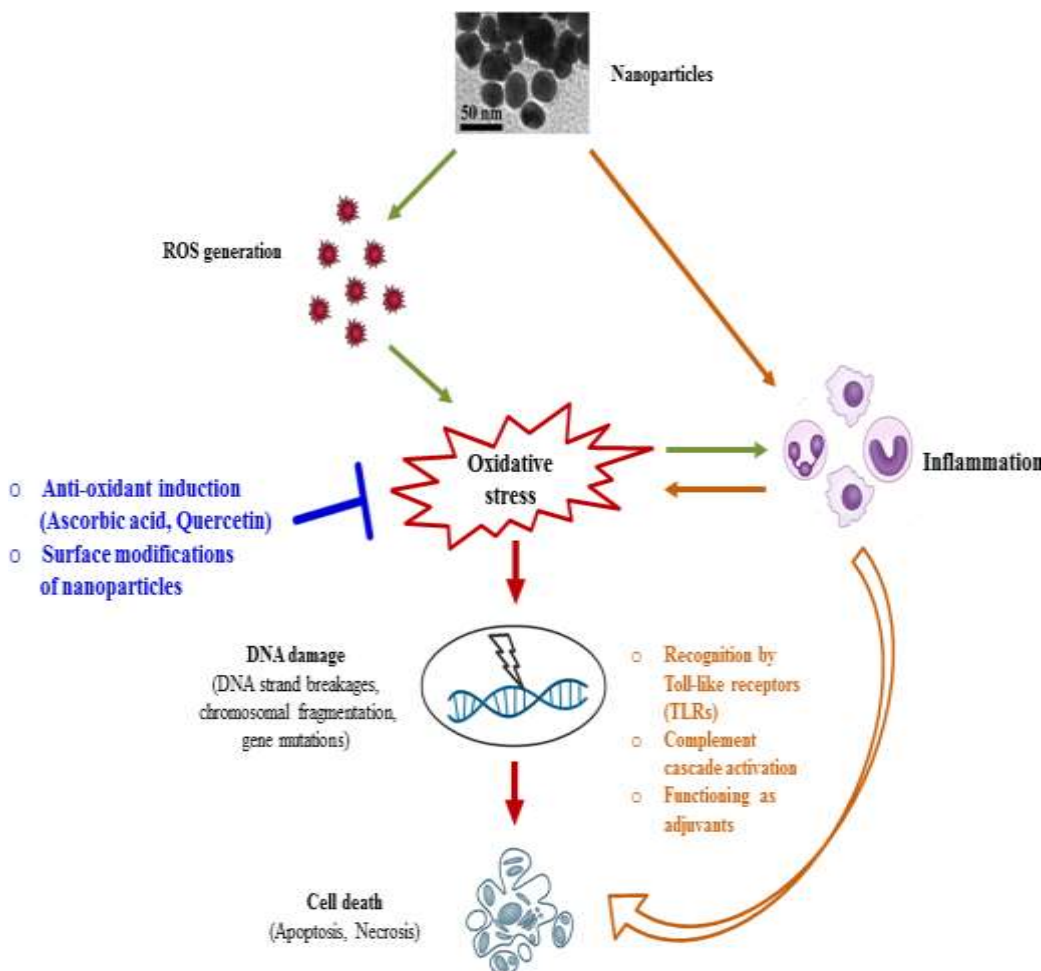 Nanoparticles
50 nm
ROS generation
Oxidative
stress
Inflammation
○ Anti-oxidant induction
(Ascorbic acid, Quercetin)
○ Surface modifications
of nanoparticles
DNA damage
(DNA strand breakages,
chromosomal fragmentation,
gene mutations)
○ Recognition by
Toll-like receptors
(TLRs)
○ Complement
cascade activation
○ Functioning as
adjuvants
Cell death
(Apoptosis, Necrosis)